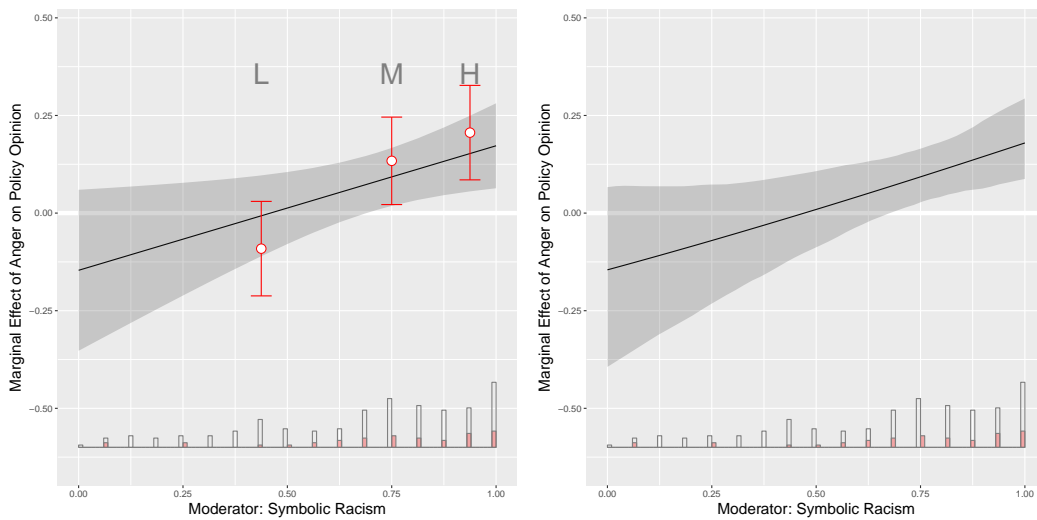 Marginal Effect of Anger on Policy Opinion
0.50
0.25
0.00
−0.25
−0.50
L M H
0.00 0.25 0.50 0.75 1.00
Moderator: Symbolic Racism
Marginal Effect of Anger on Policy Opinion
0.50
0.25
0.00
−0.25
−0.50
0.00 0.25 0.50 0.75 1.00
Moderator: Symbolic Racism